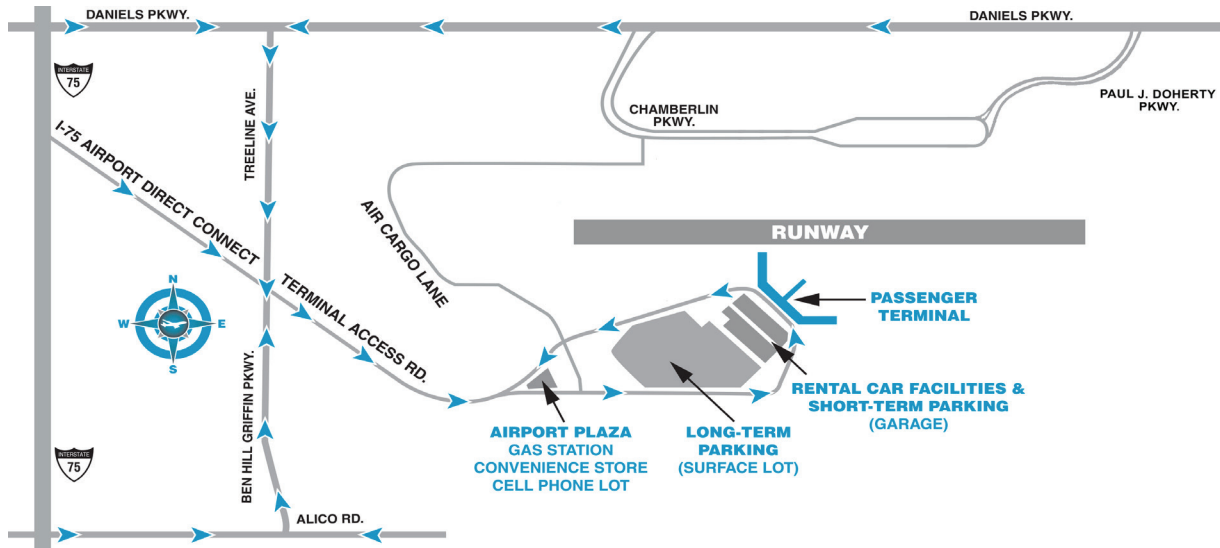 DANIELS PKWY.
DANIELS PKWY.
INTERSTATE
75
I-75 AIRPORT DIRECT CONNECT
TREELINE AVE.
CHAMBERLIN
PKWY.
PAUL J. DOHERTY
PKWY.
AIR CARGO LANE
RUNWAY
N
W
E
S
TERMINAL ACCESS RD.
PASSENGER
TERMINAL
BEN HILL GRIFFIN PKWY.
RENTAL CAR FACILITIES &
SHORT-TERM PARKING
(GARAGE)
AIRPORT PLAZA
GAS STATION
CONVENIENCE STORE
CELL PHONE LOT
LONG-TERM
PARKING
(SURFACE LOT)
INTERSTATE
75
ALICO RD.